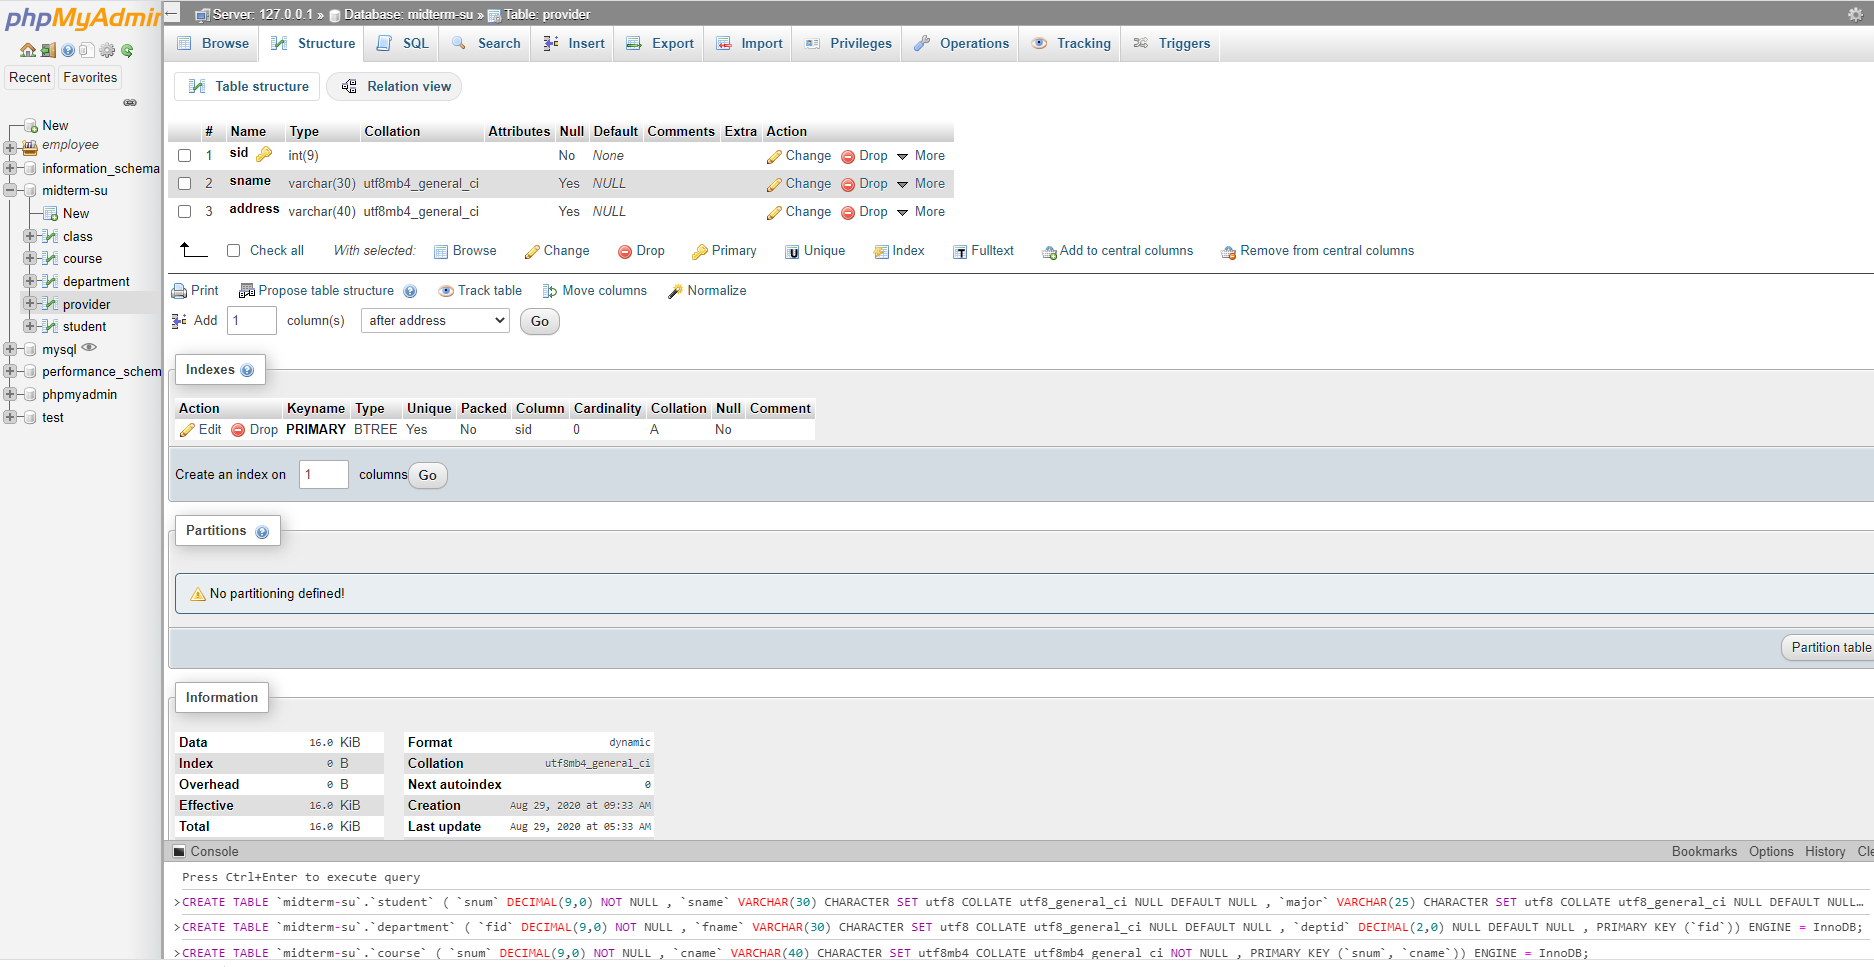 phpMyAdmin
Server: 127.0.0.1 » Database: midterm-su » Table: provider
Browse Structure SQL Search Insert Export Import Privileges Operations Tracking Triggers
Recent Favorites
New
employee
information_schema
midterm-su
New
class
course
department
provider
student
mysql
performance_schem
phpmyadmin
test
Table structure Relation view
# Name Type Collation Attributes Null Default Comments Extra Action
1 sid int(9) No None Change Drop More
2 sname varchar(30) utf8mb4_general_ci Yes NULL Change Drop More
3 address varchar(40) utf8mb4_general_ci Yes NULL Change Drop More
Check all With selected: Browse Change Drop Primary Unique Index Fulltext Add to central columns Remove from central columns
Print Propose table structure Track table Move columns Normalize
Add 1 column(s) after address Go
Indexes
Action Keyname Type Unique Packed Column Cardinality Collation Null Comment
Edit Drop PRIMARY BTREE Yes No sid 0 A No
Create an index on 1 columns Go
Partitions
No partitioning defined!
Partition table
Information
Data 16.0 KiB
Index 0 B
Overhead 0 B
Effective 16.0 KiB
Total 16.0 KiB
Format dynamic
Collation utf8mb4_general_ci
Next autoindex 0
Creation Aug 29, 2020 at 09:33 AM
Last update Aug 29, 2020 at 05:33 AM
Console Bookmarks Options History Cle
Press Ctrl+Enter to execute query
>CREATE TABLE `midterm-su`.`student` ( `snum` DECIMAL(9,0) NOT NULL , `sname` VARCHAR(30) CHARACTER SET utf8 COLLATE utf8_general_ci NULL DEFAULT NULL , `major` VARCHAR(25) CHARACTER SET utf8 COLLATE utf8_general_ci NULL DEFAULT NULL…
>CREATE TABLE `midterm-su`.`department` ( `fid` DECIMAL(9,0) NOT NULL , `fname` VARCHAR(30) CHARACTER SET utf8 COLLATE utf8_general_ci NULL DEFAULT NULL , `deptid` DECIMAL(2,0) NULL DEFAULT NULL , PRIMARY KEY (`fid`)) ENGINE = InnoDB;
>CREATE TABLE `midterm-su`.`course` ( `snum` DECIMAL(9,0) NOT NULL , `cname` VARCHAR(40) CHARACTER SET utf8mb4 COLLATE utf8mb4_general_ci NOT NULL , PRIMARY KEY (`snum`, `cname`)) ENGINE = InnoDB;